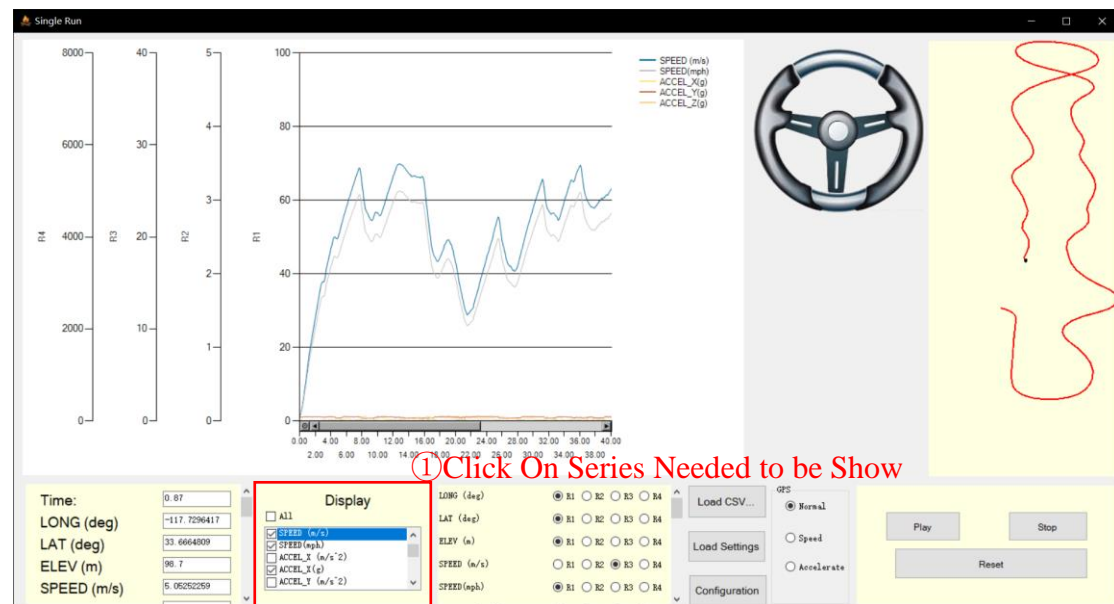 Single Run
8000 40 5 100
SPEED (m/s)
SPEED(mph)
ACCEL_X(g)
ACCEL_Y(g)
ACCEL_Z(g)
4 80
6000 30
3 60
R4 R3 R2 R1
4000 20
2 40
2000 10
1 20
0 0 0 0
0.00 4.00 8.00 12.00 16.00 20.00 24.00 28.00 32.00 36.00 40.00
2.00 6.00 10.00 14.00 18.00 22.00 26.00 30.00 34.00 38.00
①Click On Series Needed to be Show
Time: 0.87
LONG (deg) -117.7296417
LAT (deg) 33.6664809
ELEV (m) 98.7
SPEED (m/s) 5.05252259
Display
All
SPEED (m/s)
SPEED(mph)
ACCEL_X (m/s^2)
ACCEL_X(g)
ACCEL_Y (m/s^2)
LONG (deg) R1 R2 R3 R4
LAT (deg) R1 R2 R3 R4
ELEV (m) R1 R2 R3 R4
SPEED (m/s) R1 R2 R3 R4
SPEED(mph) R1 R2 R3 R4
Load CSV...
Load Settings
Configuration
GPS
Normal
Speed
Accelerate
Play Stop
Reset